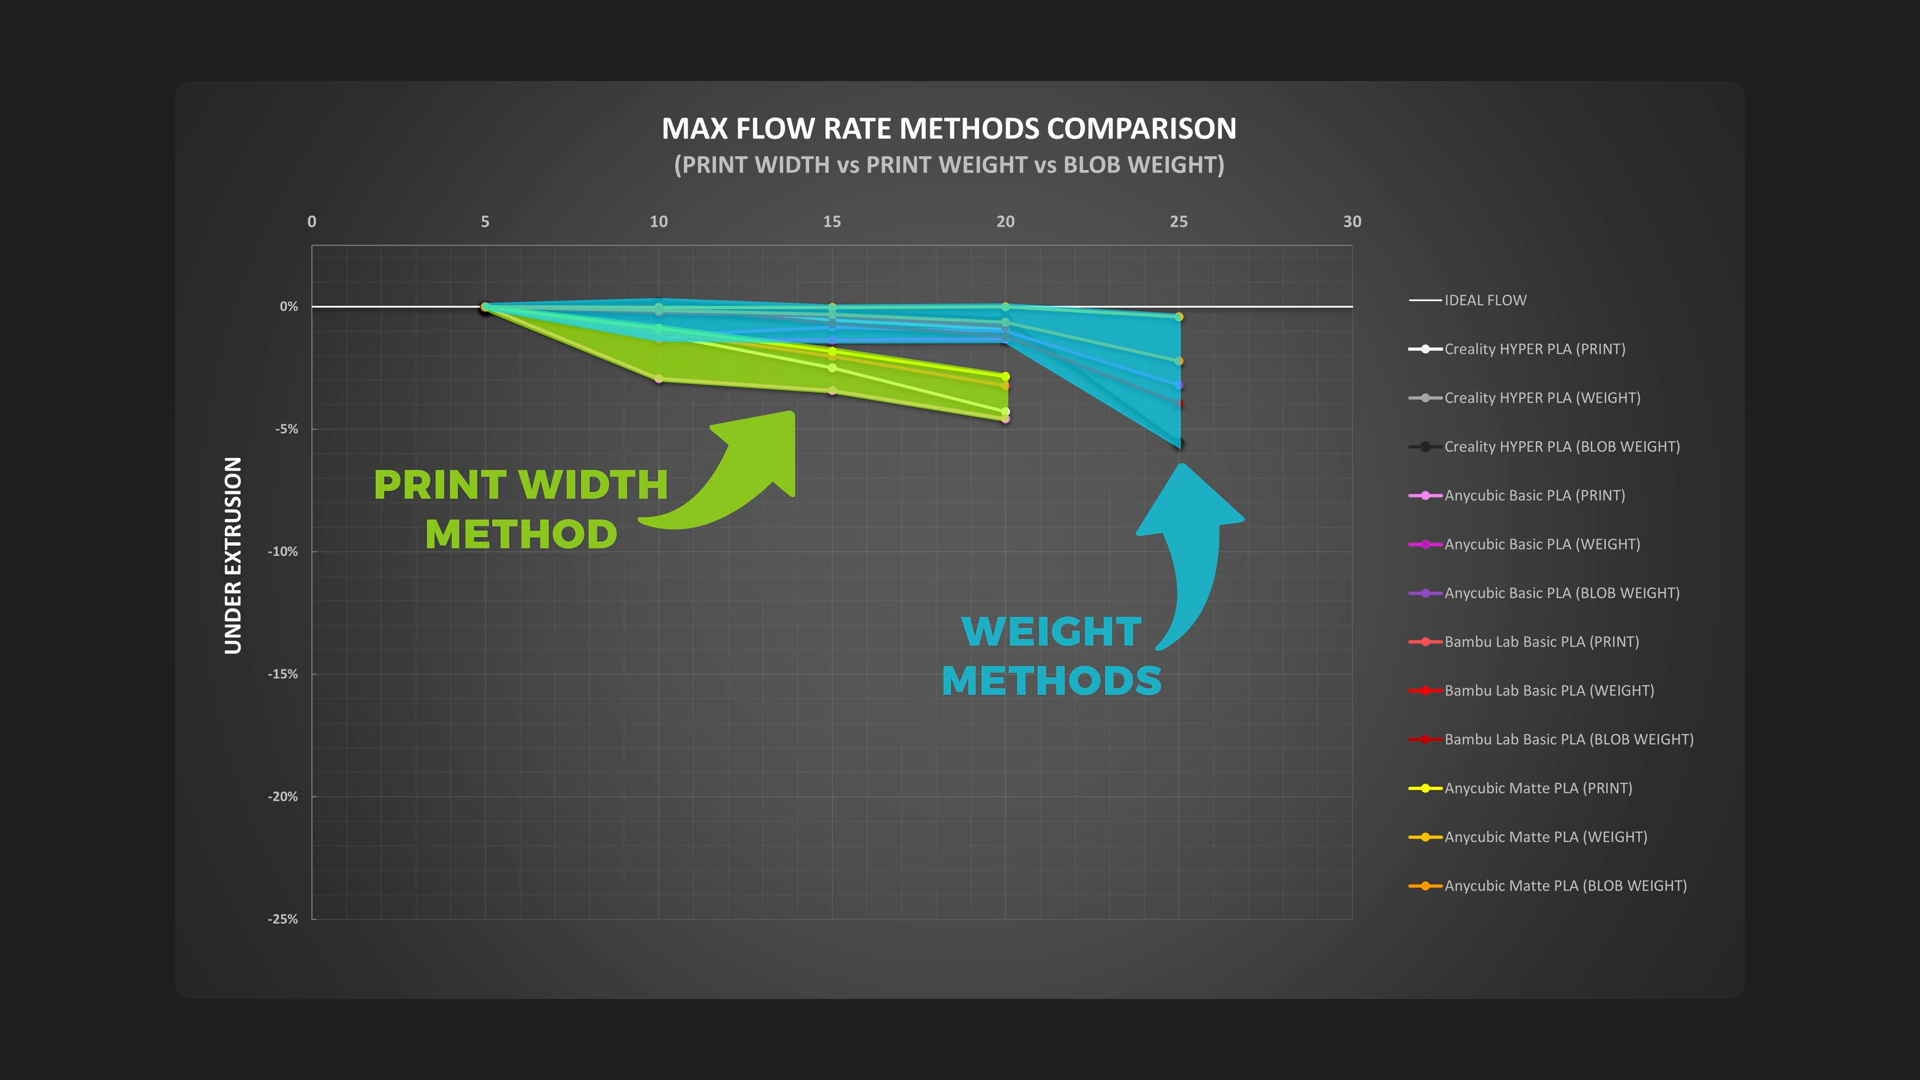 MAX FLOW RATE METHODS COMPARISON
(PRINT WIDTH vs PRINT WEIGHT vs BLOB WEIGHT)
0 5 10 15 20 25 30
0%
-5%
-10%
-15%
-20%
-25%
UNDER EXTRUSION
PRINT WIDTH
METHOD
WEIGHT
METHODS
IDEAL FLOW
Creality HYPER PLA (PRINT)
Creality HYPER PLA (WEIGHT)
Creality HYPER PLA (BLOB WEIGHT)
Anycubic Basic PLA (PRINT)
Anycubic Basic PLA (WEIGHT)
Anycubic Basic PLA (BLOB WEIGHT)
Bambu Lab Basic PLA (PRINT)
Bambu Lab Basic PLA (WEIGHT)
Bambu Lab Basic PLA (BLOB WEIGHT)
Anycubic Matte PLA (PRINT)
Anycubic Matte PLA (WEIGHT)
Anycubic Matte PLA (BLOB WEIGHT)